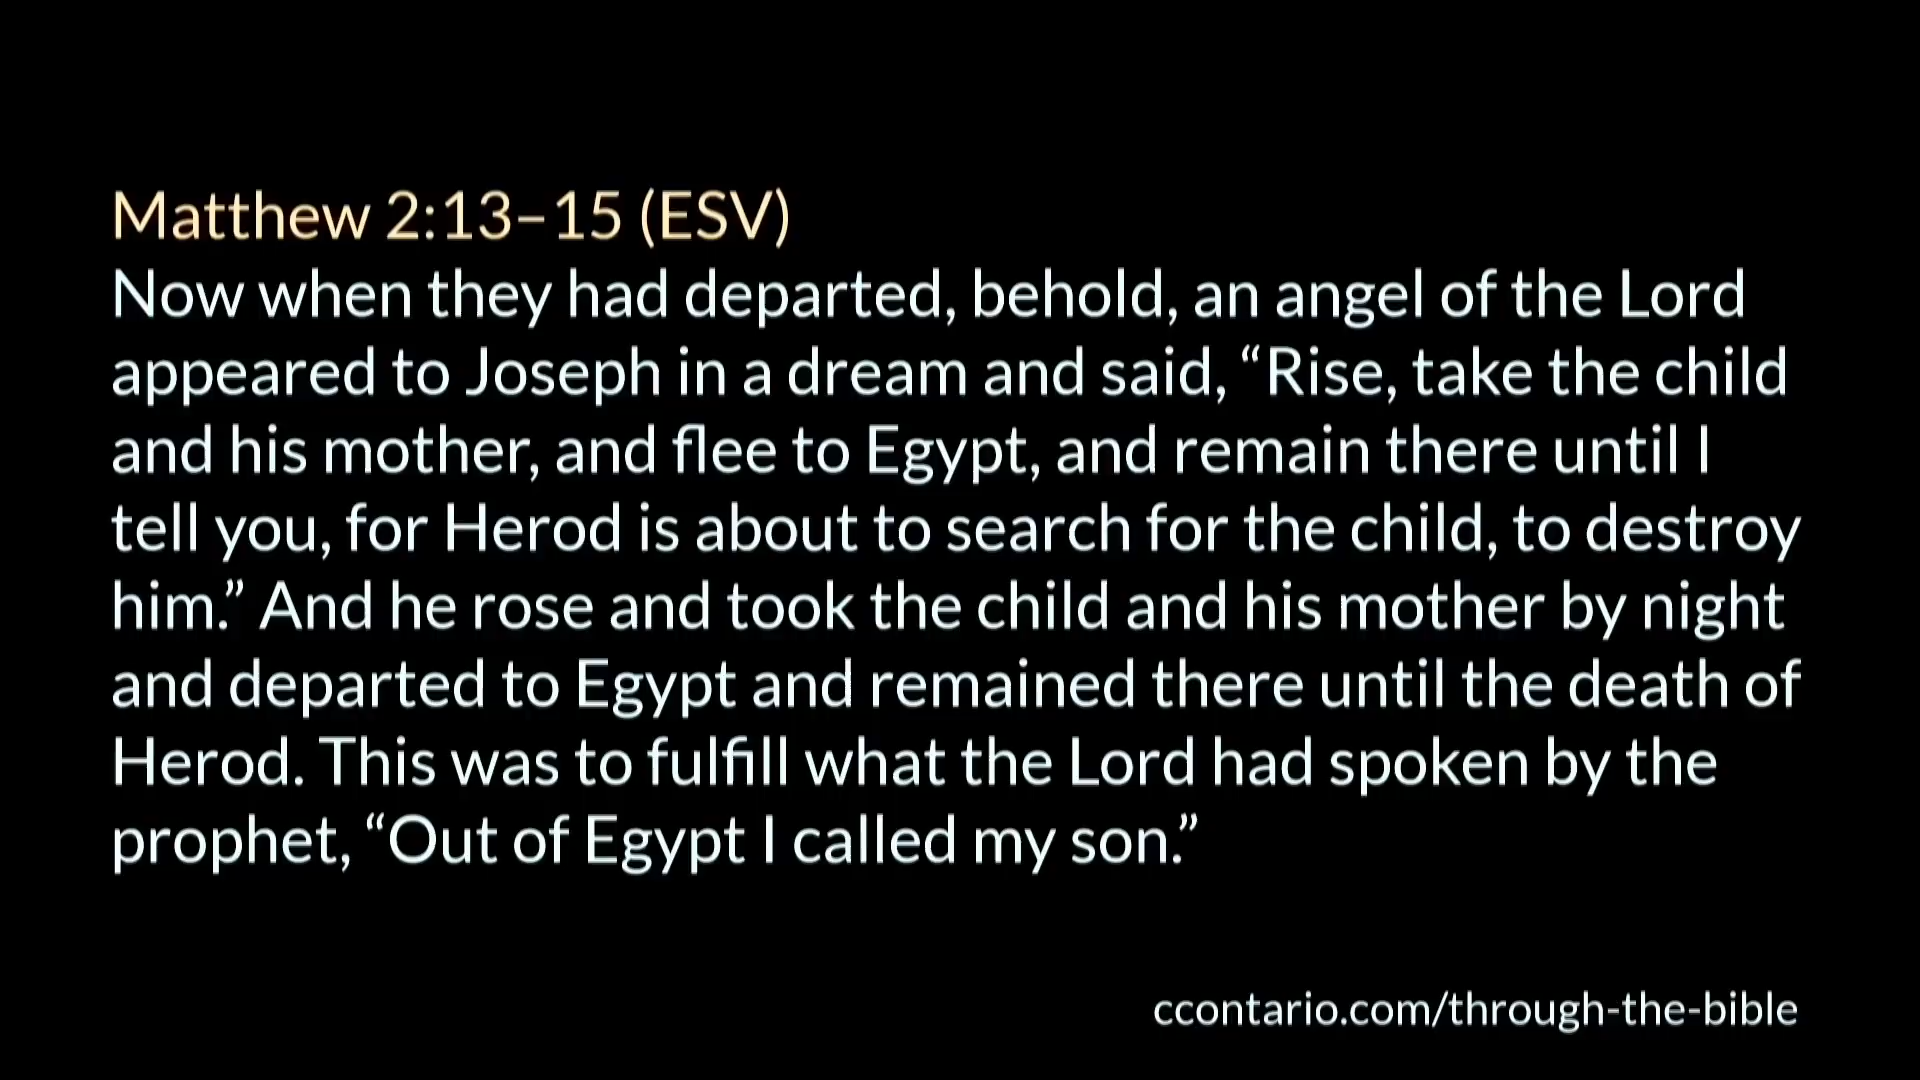 Matthew 2:13–15 (ESV)
Now when they had departed, behold, an angel of the Lord
appeared to Joseph in a dream and said, “Rise, take the child
and his mother, and flee to Egypt, and remain there until I
tell you, for Herod is about to search for the child, to destroy
him.” And he rose and took the child and his mother by night
and departed to Egypt and remained there until the death of
Herod. This was to fulfill what the Lord had spoken by the
prophet, “Out of Egypt I called my son.”
ccontario.com/through-the-bible